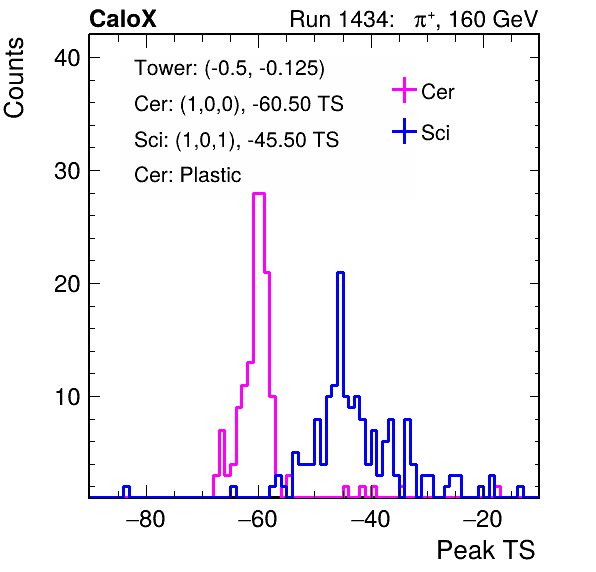 CaloX Run 1434: π⁺, 160 GeV
Counts
40
30
20
10
Tower: (-0.5, -0.125)
Cer: (1,0,0), -60.50 TS
Sci: (1,0,1), -45.50 TS
Cer: Plastic
Cer
Sci
−80 −60 −40 −20
Peak TS